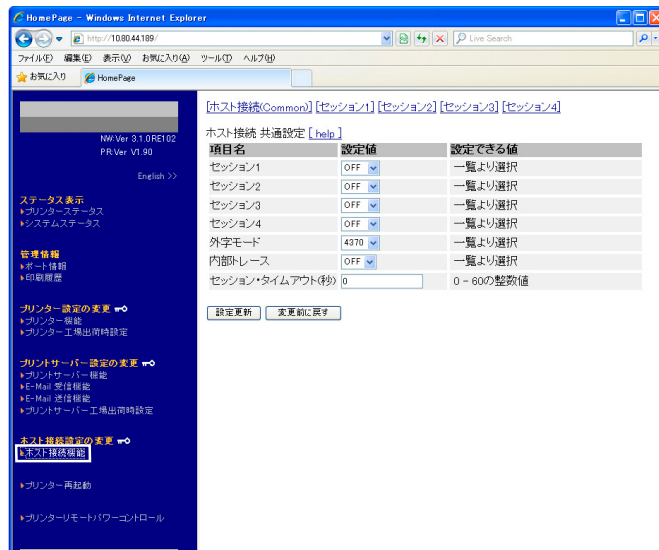 HomePage - Windows Internet Explorer
http://10.80.44.189/
Live Search
ファイル(F) 編集(E) 表示(V) お気に入り(A) ツール(T) ヘルプ(H)
お気に入り HomePage
NW:Ver 3.1.0RE102
PR:Ver V1.90
English >>
ステータス表示
プリンターステータス
システムステータス
管理情報
ポート情報
印刷履歴
プリンター設定の変更
プリンター機能
プリンター工場出荷時設定
プリントサーバー設定の変更
プリントサーバー機能
E-Mail 受信機能
E-Mail 送信機能
プリントサーバー工場出荷時設定
ホスト接続設定の変更
ホスト接続機能
プリンター再起動
プリンターリモートパワーコントロール
[ホスト接続(Common)] [セッション1] [セッション2] [セッション3] [セッション4]
ホスト接続 共通設定 [ help ]
項目名 設定値 設定できる値
セッション1 OFF 一覧より選択
セッション2 OFF 一覧より選択
セッション3 OFF 一覧より選択
セッション4 OFF 一覧より選択
外字モード 4370 一覧より選択
内部トレース OFF 一覧より選択
セッション・タイムアウト(秒) 0 0 - 60の整数値
設定更新 変更前に戻す